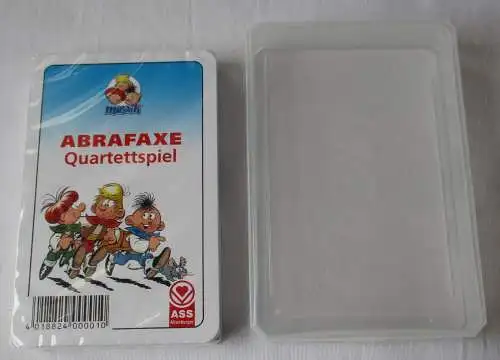 mosaik
ABRAFAXE
Quartettspiel
4 018824 000010
ASS
Altenburger